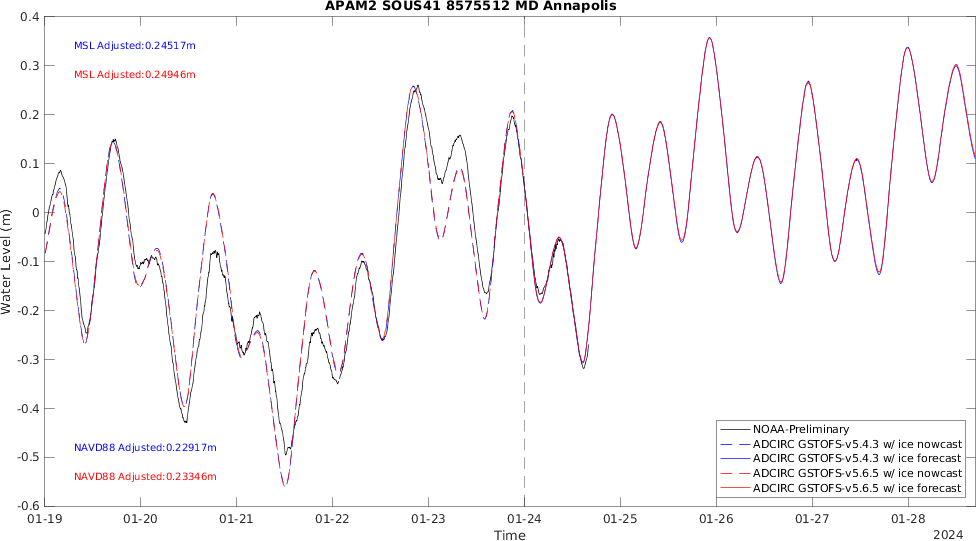 APAM2 SOUS41 8575512 MD Annapolis
MSL Adjusted:0.24517m
MSL Adjusted:0.24946m
NAVD88 Adjusted:0.22917m
NAVD88 Adjusted:0.23346m
Water Level (m)
0.4
0.3
0.2
0.1
0
-0.1
-0.2
-0.3
-0.4
-0.5
-0.6
NOAA-Preliminary
ADCIRC GSTOFS-v5.4.3 w/ ice nowcast
ADCIRC GSTOFS-v5.4.3 w/ ice forecast
ADCIRC GSTOFS-v5.6.5 w/ ice nowcast
ADCIRC GSTOFS-v5.6.5 w/ ice forecast
01-19 01-20 01-21 01-22 01-23 01-24 01-25 01-26 01-27 01-28
Time
2024